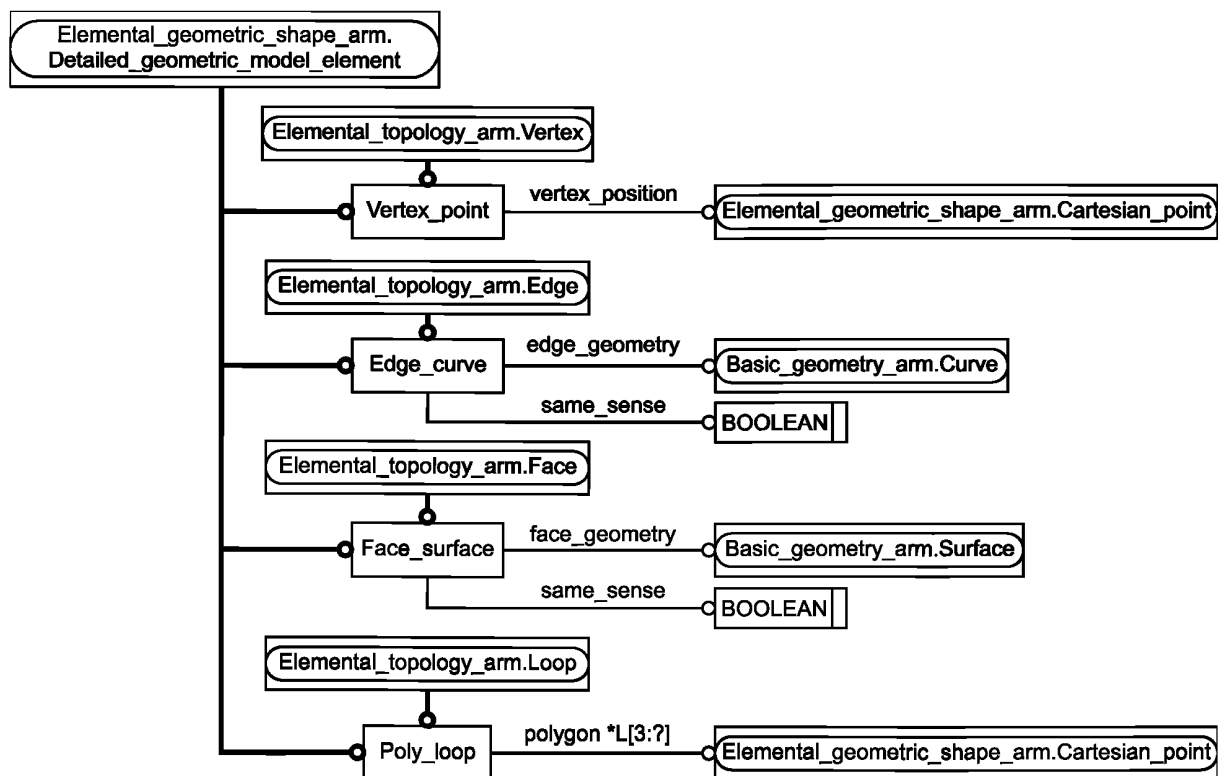 Elemental_geometric_shape_arm.
Detailed_geometric_model_element
Elemental_topology_arm.Vertex
Vertex_point
vertex_position
Elemental_geometric_shape_arm.Cartesian_point
Elemental_topology_arm.Edge
Edge_curve
edge_geometry
Basic_geometry_arm.Curve
same_sense
BOOLEAN
Elemental_topology_arm.Face
Face_surface
face_geometry
Basic_geometry_arm.Surface
same_sense
BOOLEAN
Elemental_topology_arm.Loop
Poly_loop
polygon *L[3:?]
Elemental_geometric_shape_arm.Cartesian_point